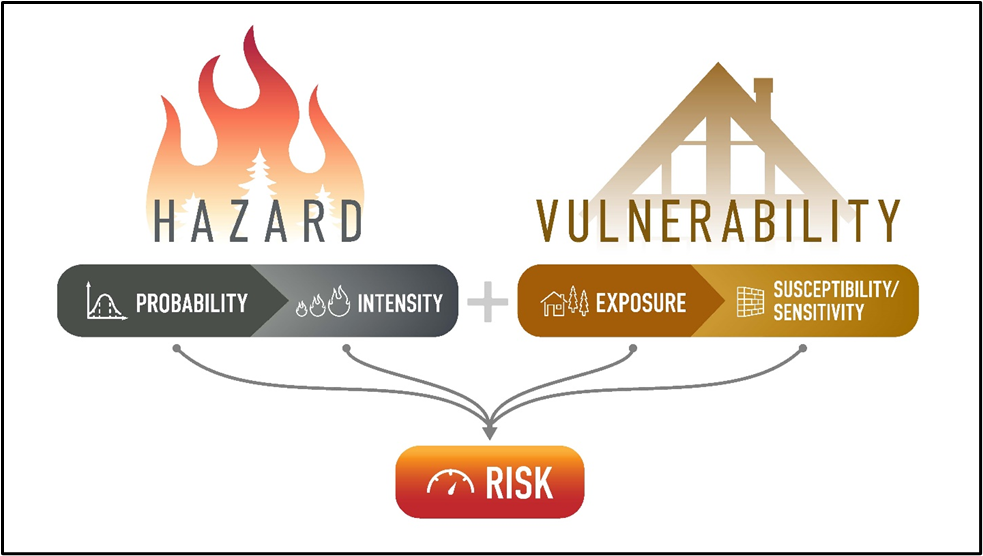 HAZARD
VULNERABILITY
PROBABILITY
INTENSITY
+
EXPOSURE
SUSCEPTIBILITY/
SENSITIVITY
RISK